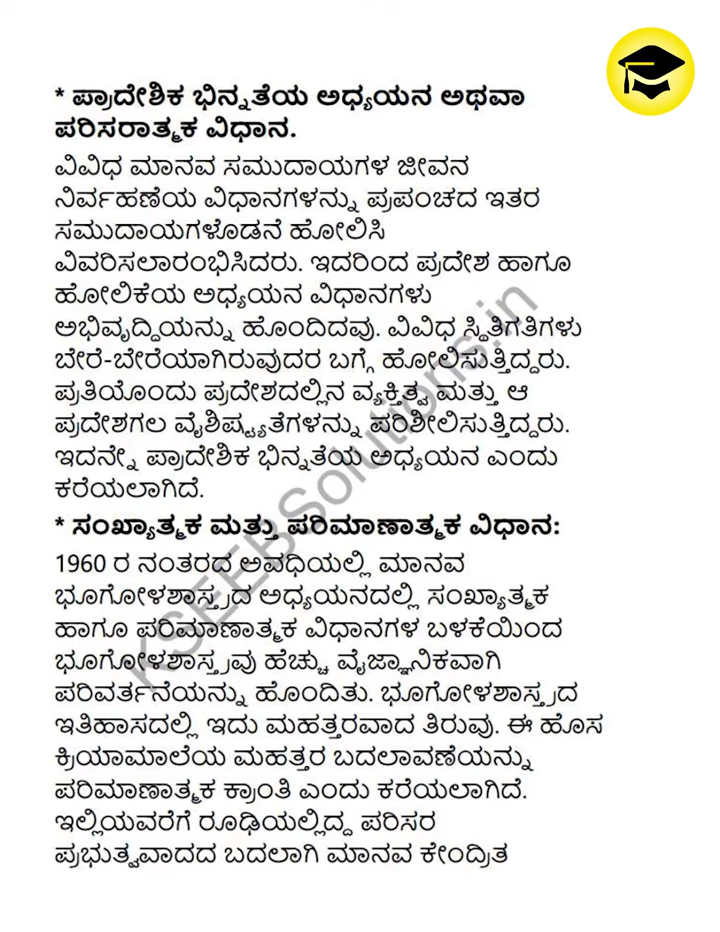 * ಪ್ರಾದೇಶಿಕ ಭಿನ್ನತೆಯ ಅಧ್ಯಯನ ಅಥವಾ
ಪರಿಸರಾತ್ಮಕ ವಿಧಾನ.
ವಿವಿಧ ಮಾನವ ಸಮುದಾಯಗಳ ಜೀವನ
ನಿರ್ವಹಣೆಯ ವಿಧಾನಗಳನ್ನು ಪ್ರಪಂಚದ ಇತರ
ಸಮುದಾಯಗಳೊಡನೆ ಹೋಲಿಸಿ
ವಿವರಿಸಲಾರಂಭಿಸಿದರು. ಇದರಿಂದ ಪ್ರದೇಶ ಹಾಗೂ
ಹೋಲಿಕೆಯ ಅಧ್ಯಯನ ವಿಧಾನಗಳು
ಅಭಿವೃದ್ಧಿಯನ್ನು ಹೊಂದಿದವು. ವಿವಿಧ ಸ್ಥಿತಿಗತಿಗಳು
ಬೇರೆ-ಬೇರೆಯಾಗಿರುವುದರ ಬಗ್ಗೆ ಹೋಲಿಸುತ್ತಿದ್ದರು.
ಪ್ರತಿಯೊಂದು ಪ್ರದೇಶದಲ್ಲಿನ ವ್ಯಕ್ತಿತ್ವ ಮತ್ತು ಆ
ಪ್ರದೇಶಗಲ ವೈಶಿಷ್ಟ್ಯತೆಗಳನ್ನು ಪರಿಶೀಲಿಸುತ್ತಿದ್ದರು.
ಇದನ್ನೇ ಪ್ರಾದೇಶಿಕ ಭಿನ್ನತೆಯ ಅಧ್ಯಯನ ಎಂದು
ಕರೆಯಲಾಗಿದೆ.
* ಸಂಖ್ಯಾತ್ಮಕ ಮತ್ತು ಪರಿಮಾಣಾತ್ಮಕ ವಿಧಾನ:
1960 ರ ನಂತರದ ಅವಧಿಯಲ್ಲಿ ಮಾನವ
ಭೂಗೋಳಶಾಸ್ತ್ರದ ಅಧ್ಯಯನದಲ್ಲಿ ಸಂಖ್ಯಾತ್ಮಕ
ಹಾಗೂ ಪರಿಮಾಣಾತ್ಮಕ ವಿಧಾನಗಳ ಬಳಕೆಯಿಂದ
ಭೂಗೋಳಶಾಸ್ತ್ರವು ಹೆಚ್ಚು ವೈಜ್ಞಾನಿಕವಾಗಿ
ಪರಿವರ್ತನೆಯನ್ನು ಹೊಂದಿತು. ಭೂಗೋಳಶಾಸ್ತ್ರದ
ಇತಿಹಾಸದಲ್ಲಿ ಇದು ಮಹತ್ತರವಾದ ತಿರುವು. ಈ ಹೊಸ
ಕ್ರಿಯಾಮಾಲೆಯ ಮಹತ್ತರ ಬದಲಾವಣೆಯನ್ನು
ಪರಿಮಾಣಾತ್ಮಕ ಕ್ರಾಂತಿ ಎಂದು ಕರೆಯಲಾಗಿದೆ.
ಇಲ್ಲಿಯವರೆಗೆ ರೂಢಿಯಲ್ಲಿದ್ದ ಪರಿಸರ
ಪ್ರಭುತ್ವವಾದದ ಬದಲಾಗಿ ಮಾನವ ಕೇಂದ್ರಿತ
KSEEBSolutions.in